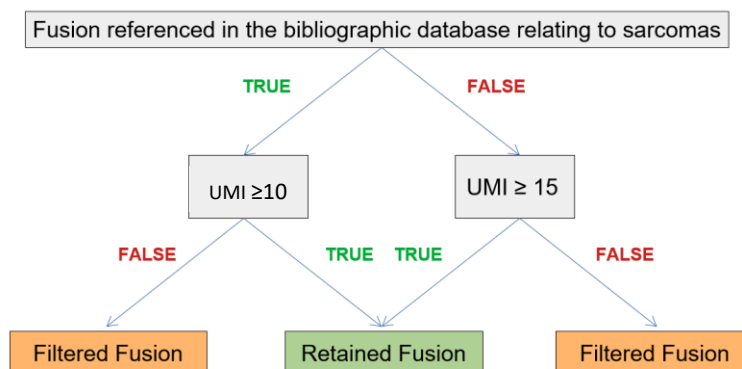 Fusion referenced in the bibliographic database relating to sarcomas
TRUE FALSE
UMI ≥10 UMI ≥ 15
FALSE TRUE TRUE FALSE
Filtered Fusion Retained Fusion Filtered Fusion